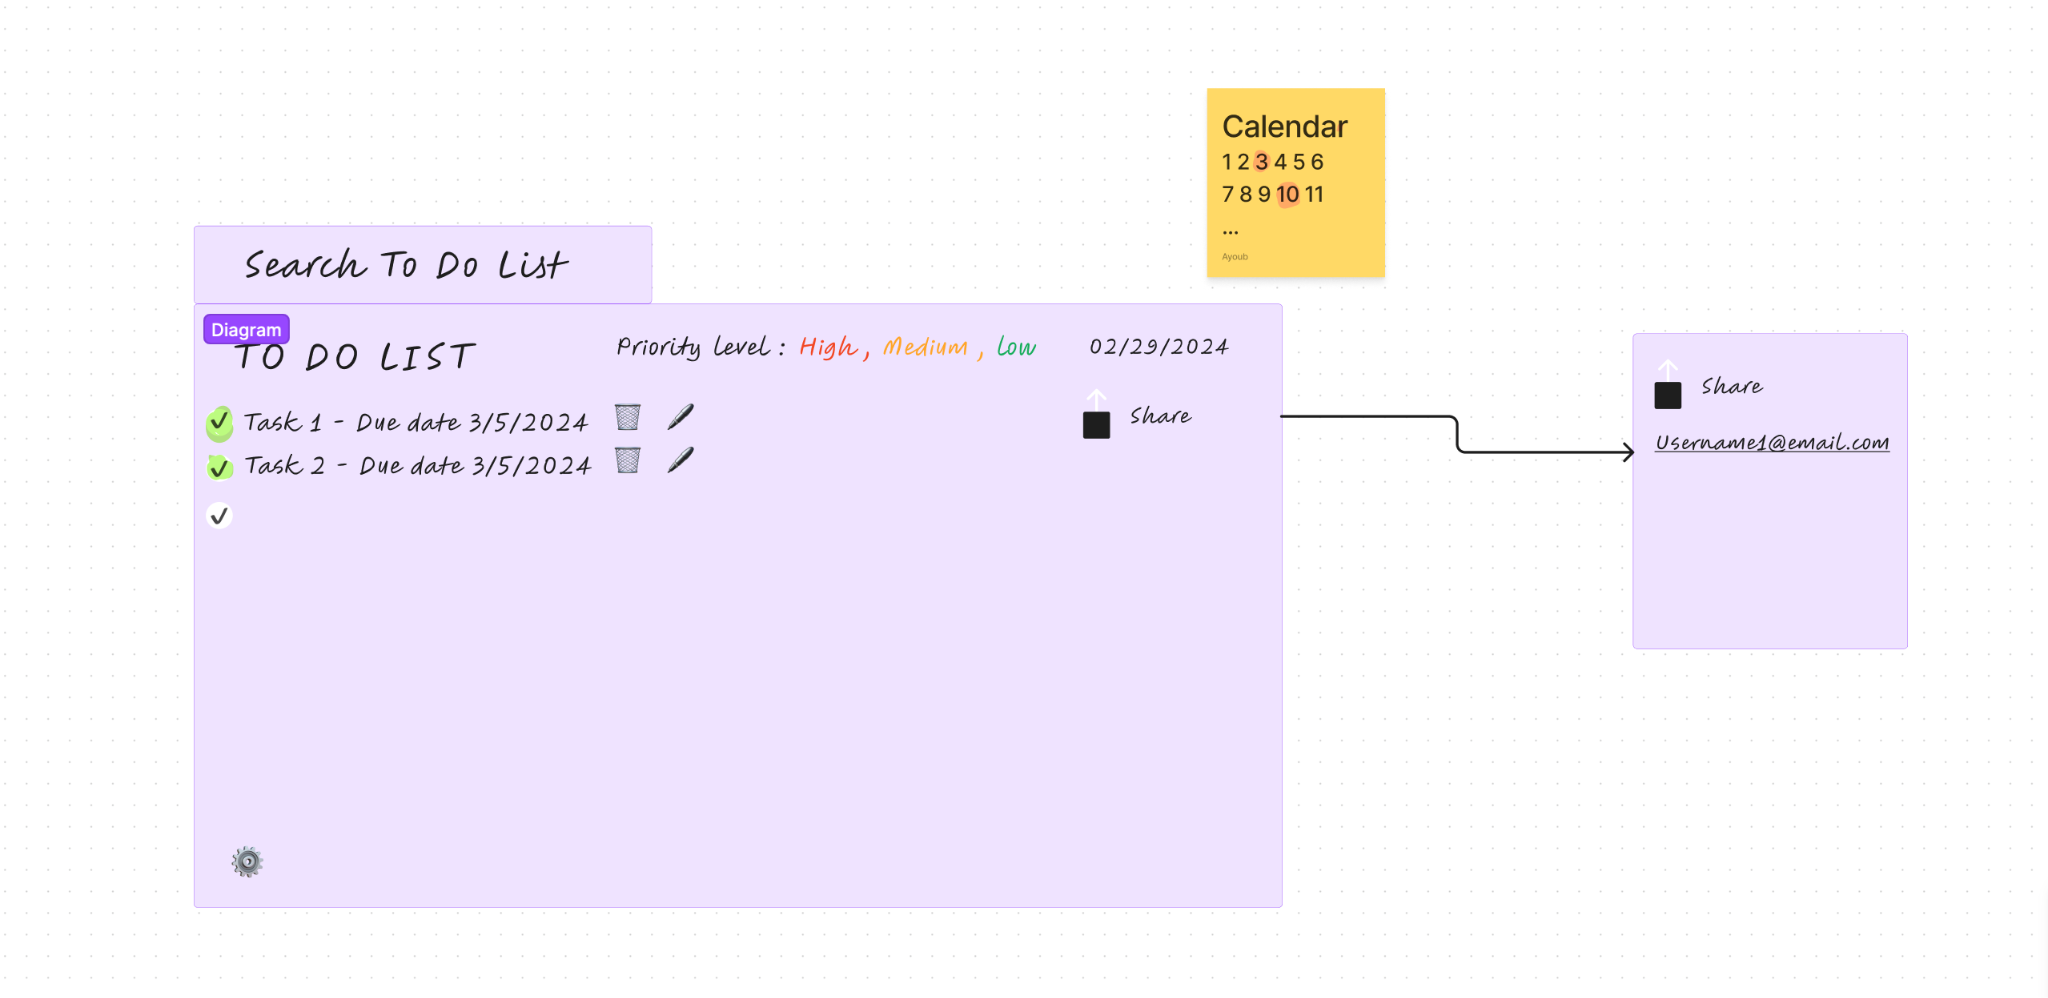 Calendar
1 2 3 4 5 6
7 8 9 10 11
...
Ayoub
Search To Do List
Diagram
TO DO LIST
Priority level : High , Medium , low
02/29/2024
Task 1 - Due date 3/5/2024
Share
Task 2 - Due date 3/5/2024
Share
Username1@email.com